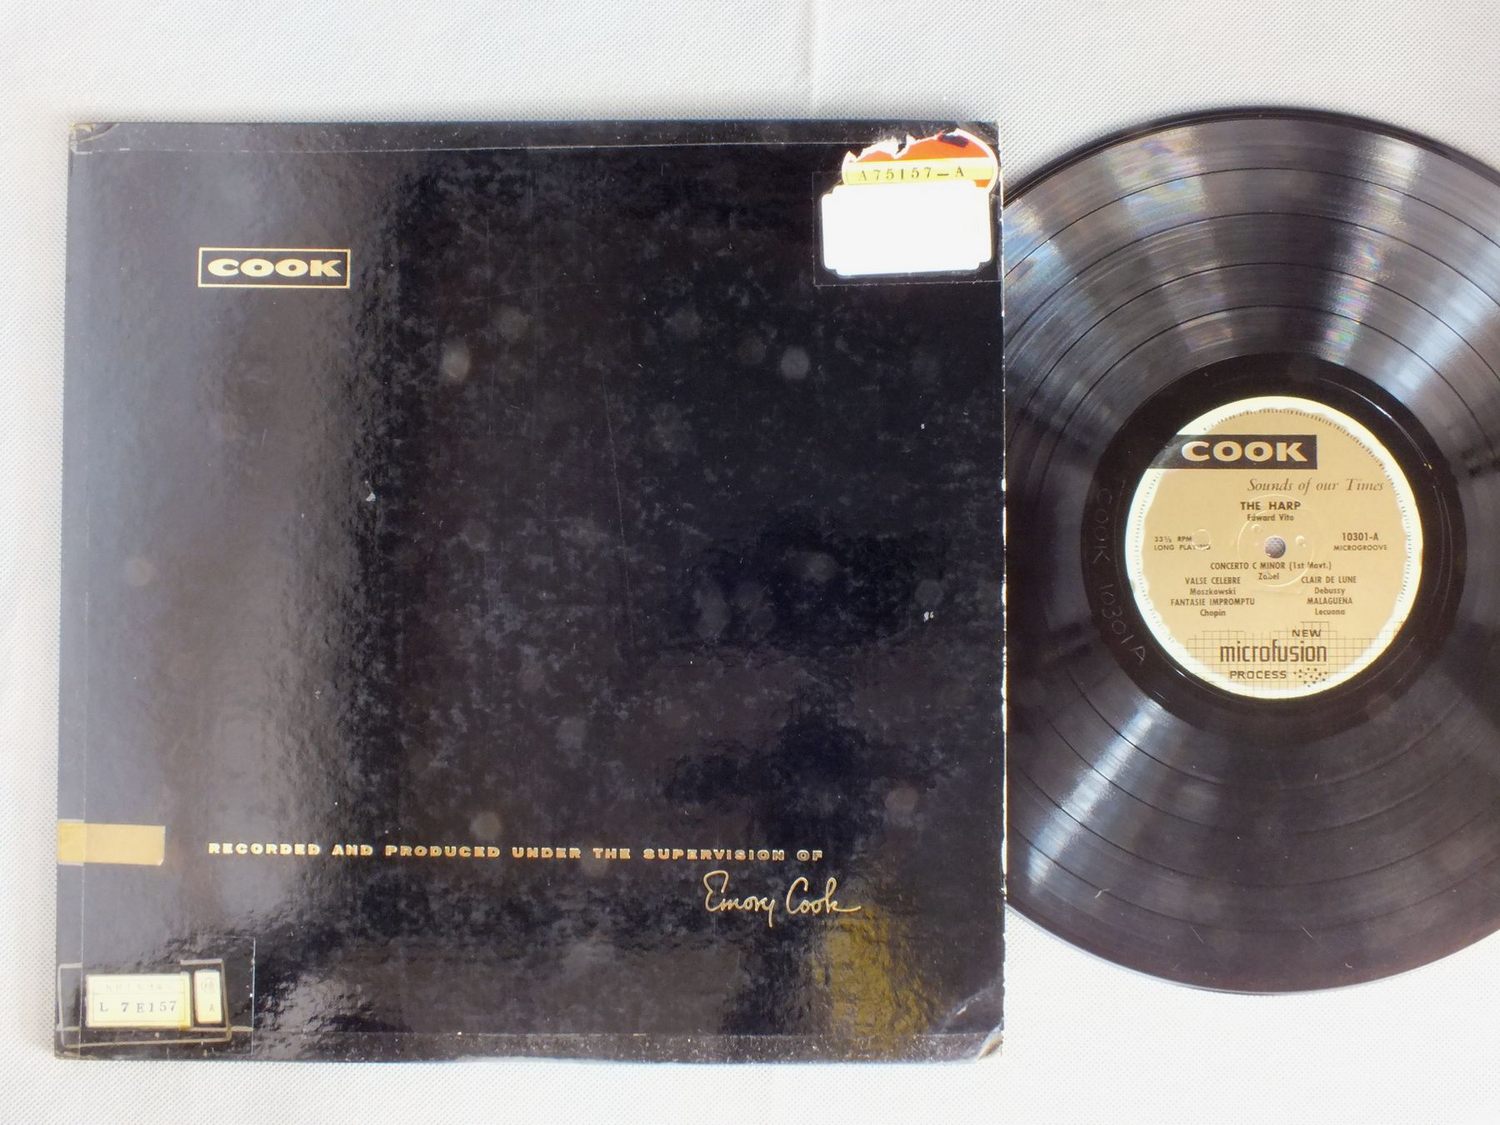 A75157-A
COOK
RECORDED AND PRODUCED UNDER THE SUPERVISION OF
Emory Cook
L 7 E157
A
COOK
Sounds of our Times
THE HARP
Edward Vito
33⅓ RPM
LONG PLAYING
10301-A
MICROGROOVE
CONCERTO C MINOR (1st Movt.)
Zabel
VALSE CELEBRE
Moszkowski
FANTASIE IMPROMPTU
Chopin
CLAIR DE LUNE
Debussy
MALAGUENA
Lecuona
NEW
microfusion
PROCESS
COOK 10301A